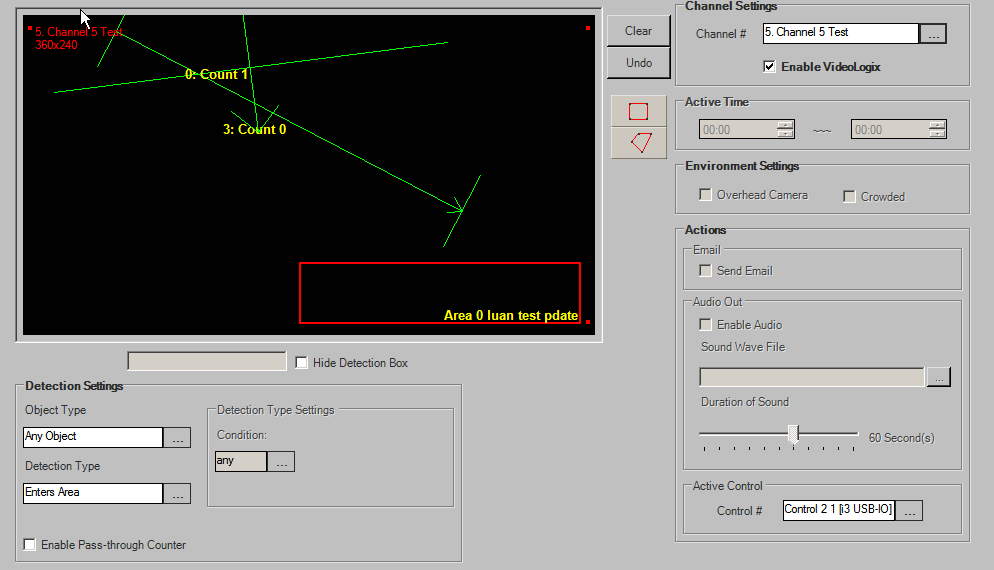 5. Channel 5 Test
360x240
0: Count 1
3: Count 0
Area 0 luan test pdate
Clear
Undo
Hide Detection Box
Detection Settings
Object Type
Any Object
...
Detection Type
Enters Area
...
Enable Pass-through Counter
Detection Type Settings
Condition:
any
...
Channel Settings
Channel #
5. Channel 5 Test
...
Enable VideoLogix
Active Time
00:00
~~~
00:00
Environment Settings
Overhead Camera
Crowded
Actions
Email
Send Email
Audio Out
Enable Audio
Sound Wave File
...
Duration of Sound
60 Second(s)
Active Control
Control #
Control 2 1 [i3 USB-IO]
...